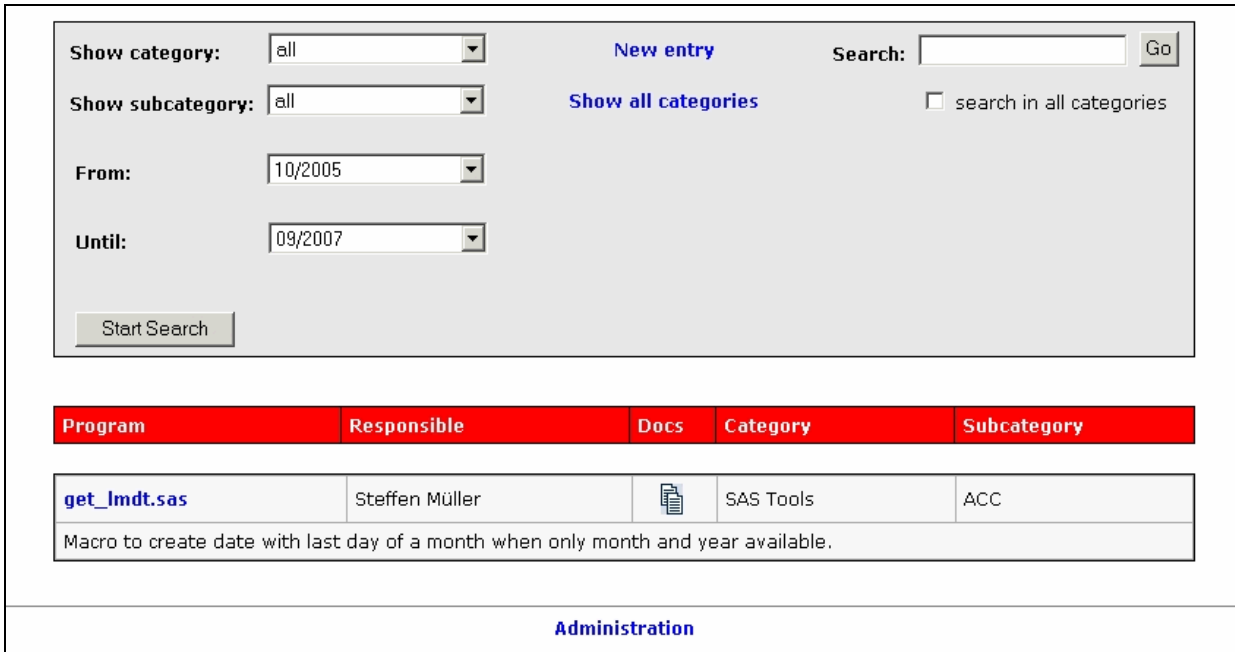 Show category: all New entry Search: Go
Show subcategory: all Show all categories search in all categories
From: 10/2005
Until: 09/2007
Start Search
Program Responsible Docs Category Subcategory
get_lmdt.sas Steffen Müller SAS Tools ACC
Macro to create date with last day of a month when only month and year available.
Administration